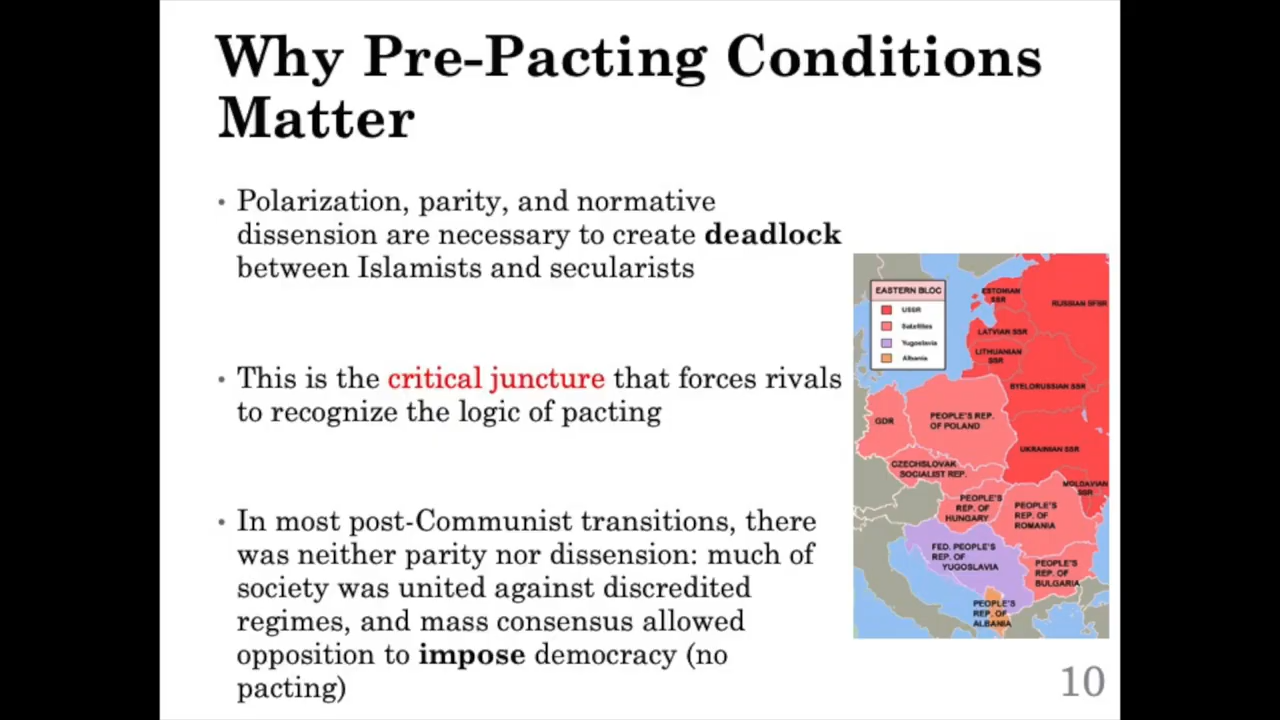 Why Pre-Pacting Conditions
Matter
• Polarization, parity, and normative
dissension are necessary to create deadlock
between Islamists and secularists
• This is the critical juncture that forces rivals
to recognize the logic of pacting
• In most post-Communist transitions, there
was neither parity nor dissension: much of
society was united against discredited
regimes, and mass consensus allowed
opposition to impose democracy (no
pacting)
EASTERN BLOC
USSR
Satellites
Yugoslavia
Albania
ESTONIAN
SSR
RUSSIAN SFSR
LATVIAN SSR
LITHUANIAN
SSR
BYELORUSSIAN SSR
GDR
PEOPLE'S REP.
OF POLAND
UKRAINIAN SSR
CZECHSLOVAK
SOCIALIST REP.
MOLDAVIAN
SSR
PEOPLE'S
REP. OF
HUNGARY
PEOPLE'S
REP. OF
ROMANIA
FED. PEOPLE'S
REP. OF
YUGOSLAVIA
PEOPLE'S
REP. OF
BULGARIA
PEOPLE'S
REP. OF
ALBANIA
10